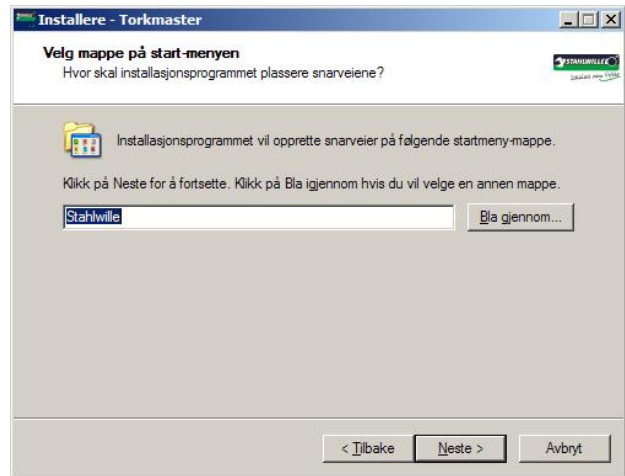 Installere - Torkmaster
Velg mappe på start-menyen
Hvor skal installasjonsprogrammet plassere snarveiene?
STAHLWILLE
Installasjonsprogrammet vil opprette snarveier på følgende startmeny-mappe.
Klikk på Neste for å fortsette. Klikk på Bla igjennom hvis du vil velge en annen mappe.
Stahlwille
Bla gjennom...
< Tilbake
Neste >
Avbryt